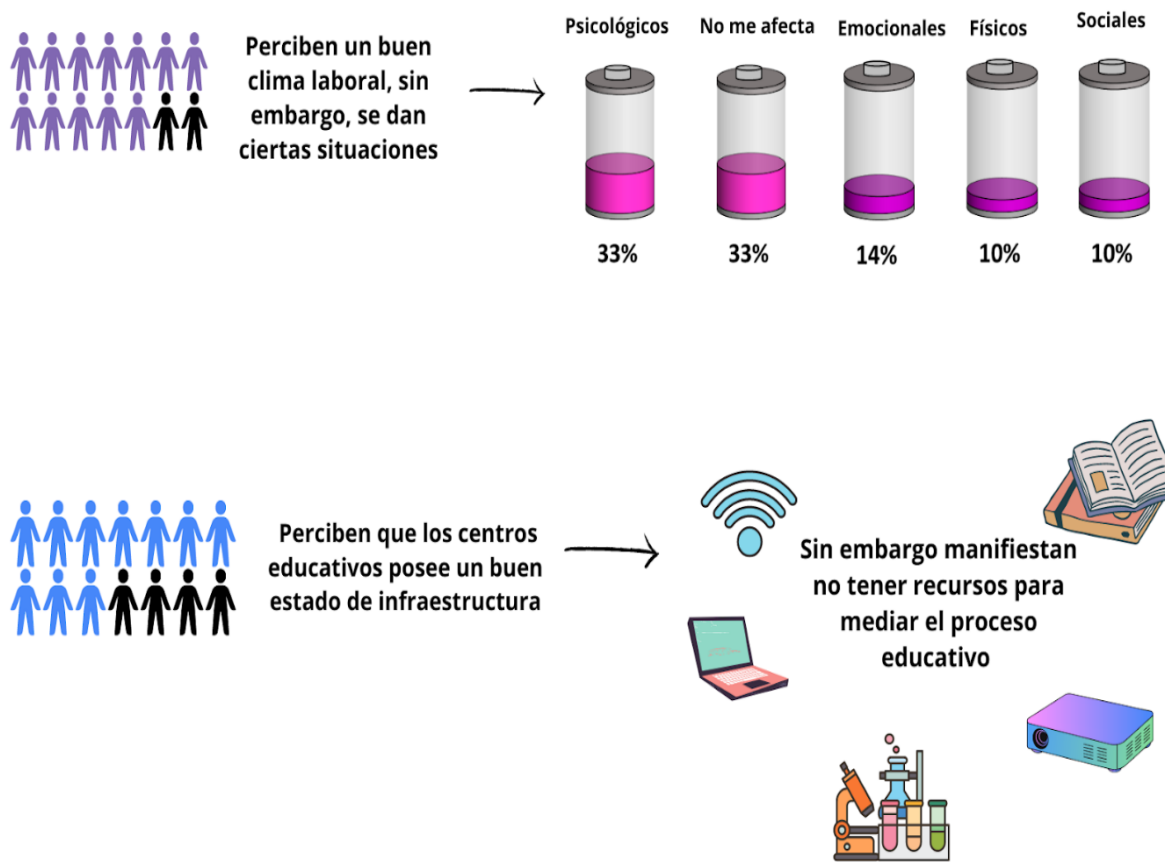 Perciben un buen
clima laboral, sin
embargo, se dan
ciertas situaciones
Psicológicos
No me afecta
Emocionales
Físicos
Sociales
33%
33%
14%
10%
10%
Perciben que los centros
educativos posee un buen
estado de infraestructura
Sin embargo manifiestan
no tener recursos para
mediar el proceso
educativo